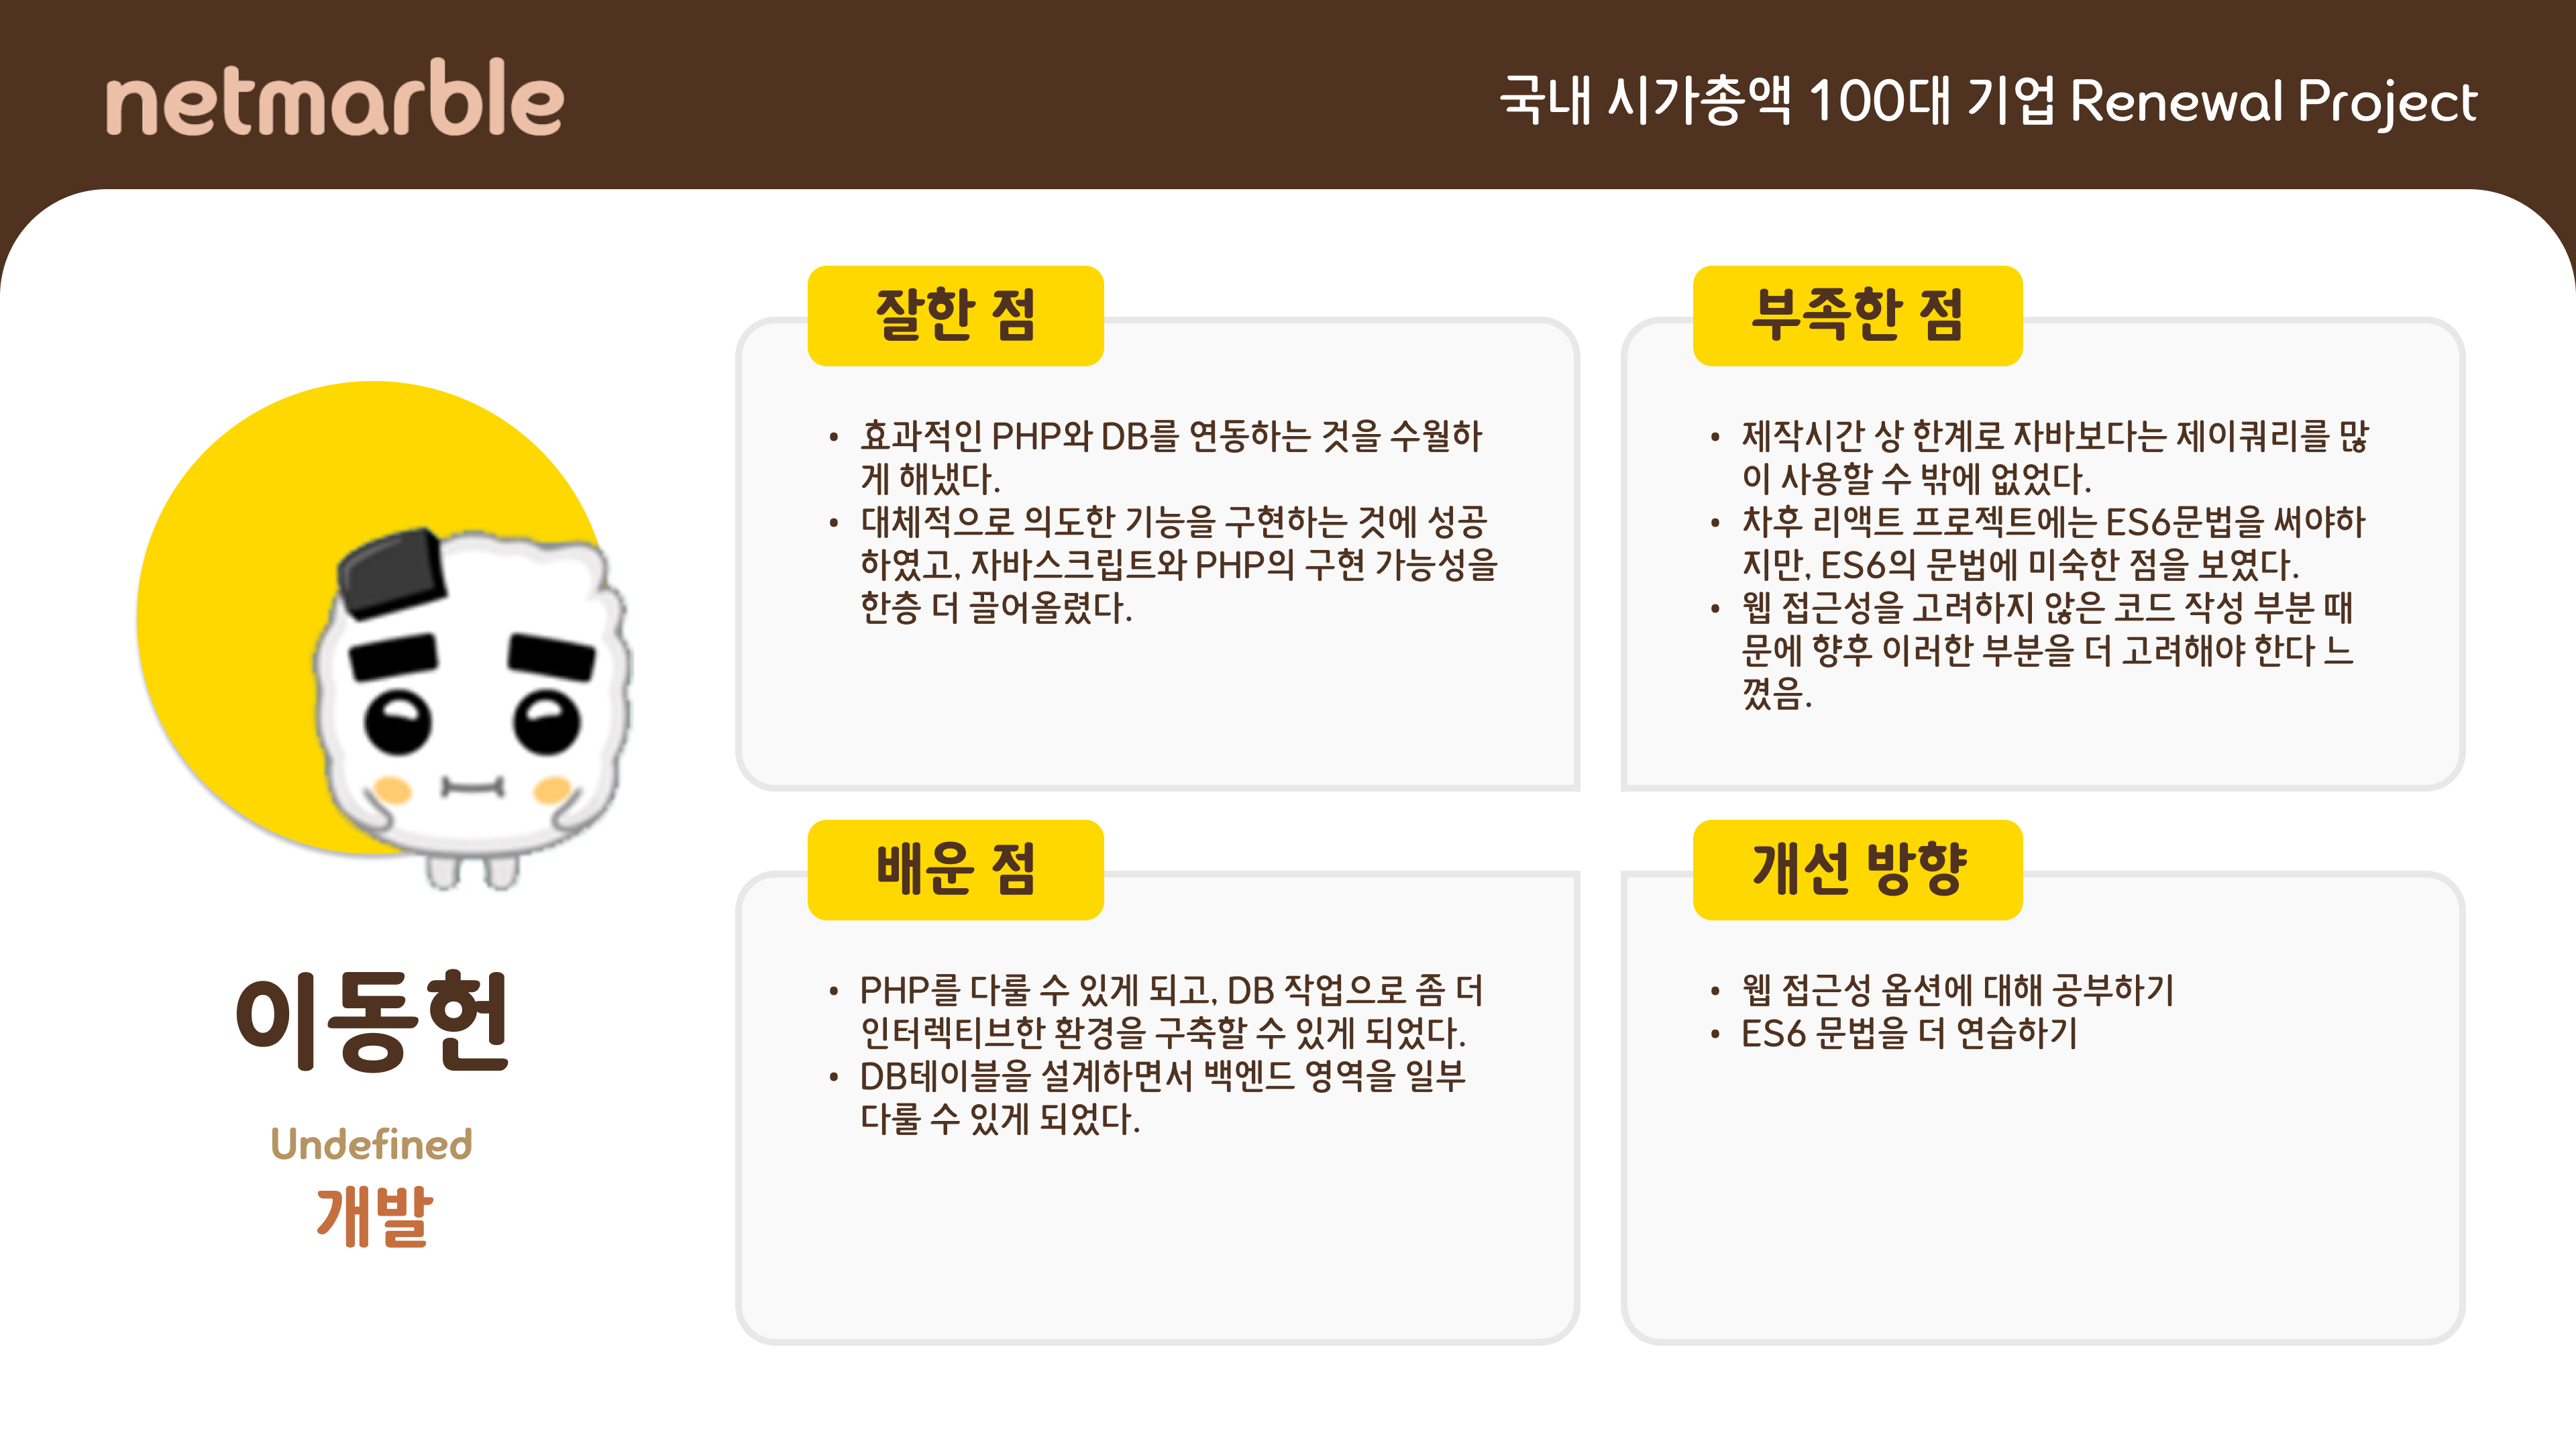 netmarble
국내 시가총액 100대 기업 Renewal Project
잘한 점
• 효과적인 PHP와 DB를 연동하는 것을 수월하
게 해냈다.
• 대체적으로 의도한 기능을 구현하는 것에 성공
하였고, 자바스크립트와 PHP의 구현 가능성을
한층 더 끌어올렸다.
부족한 점
• 제작시간 상 한계로 자바보다는 제이쿼리를 많
이 사용할 수 밖에 없었다.
• 차후 리액트 프로젝트에는 ES6문법을 써야하
지만, ES6의 문법에 미숙한 점을 보였다.
• 웹 접근성을 고려하지 않은 코드 작성 부분 때
문에 향후 이러한 부분을 더 고려해야 한다 느
꼈음.
배운 점
• PHP를 다룰 수 있게 되고, DB 작업으로 좀 더
인터렉티브한 환경을 구축할 수 있게 되었다.
• DB테이블을 설계하면서 백엔드 영역을 일부
다룰 수 있게 되었다.
개선 방향
• 웹 접근성 옵션에 대해 공부하기
• ES6 문법을 더 연습하기
이동헌
Undefined
개발